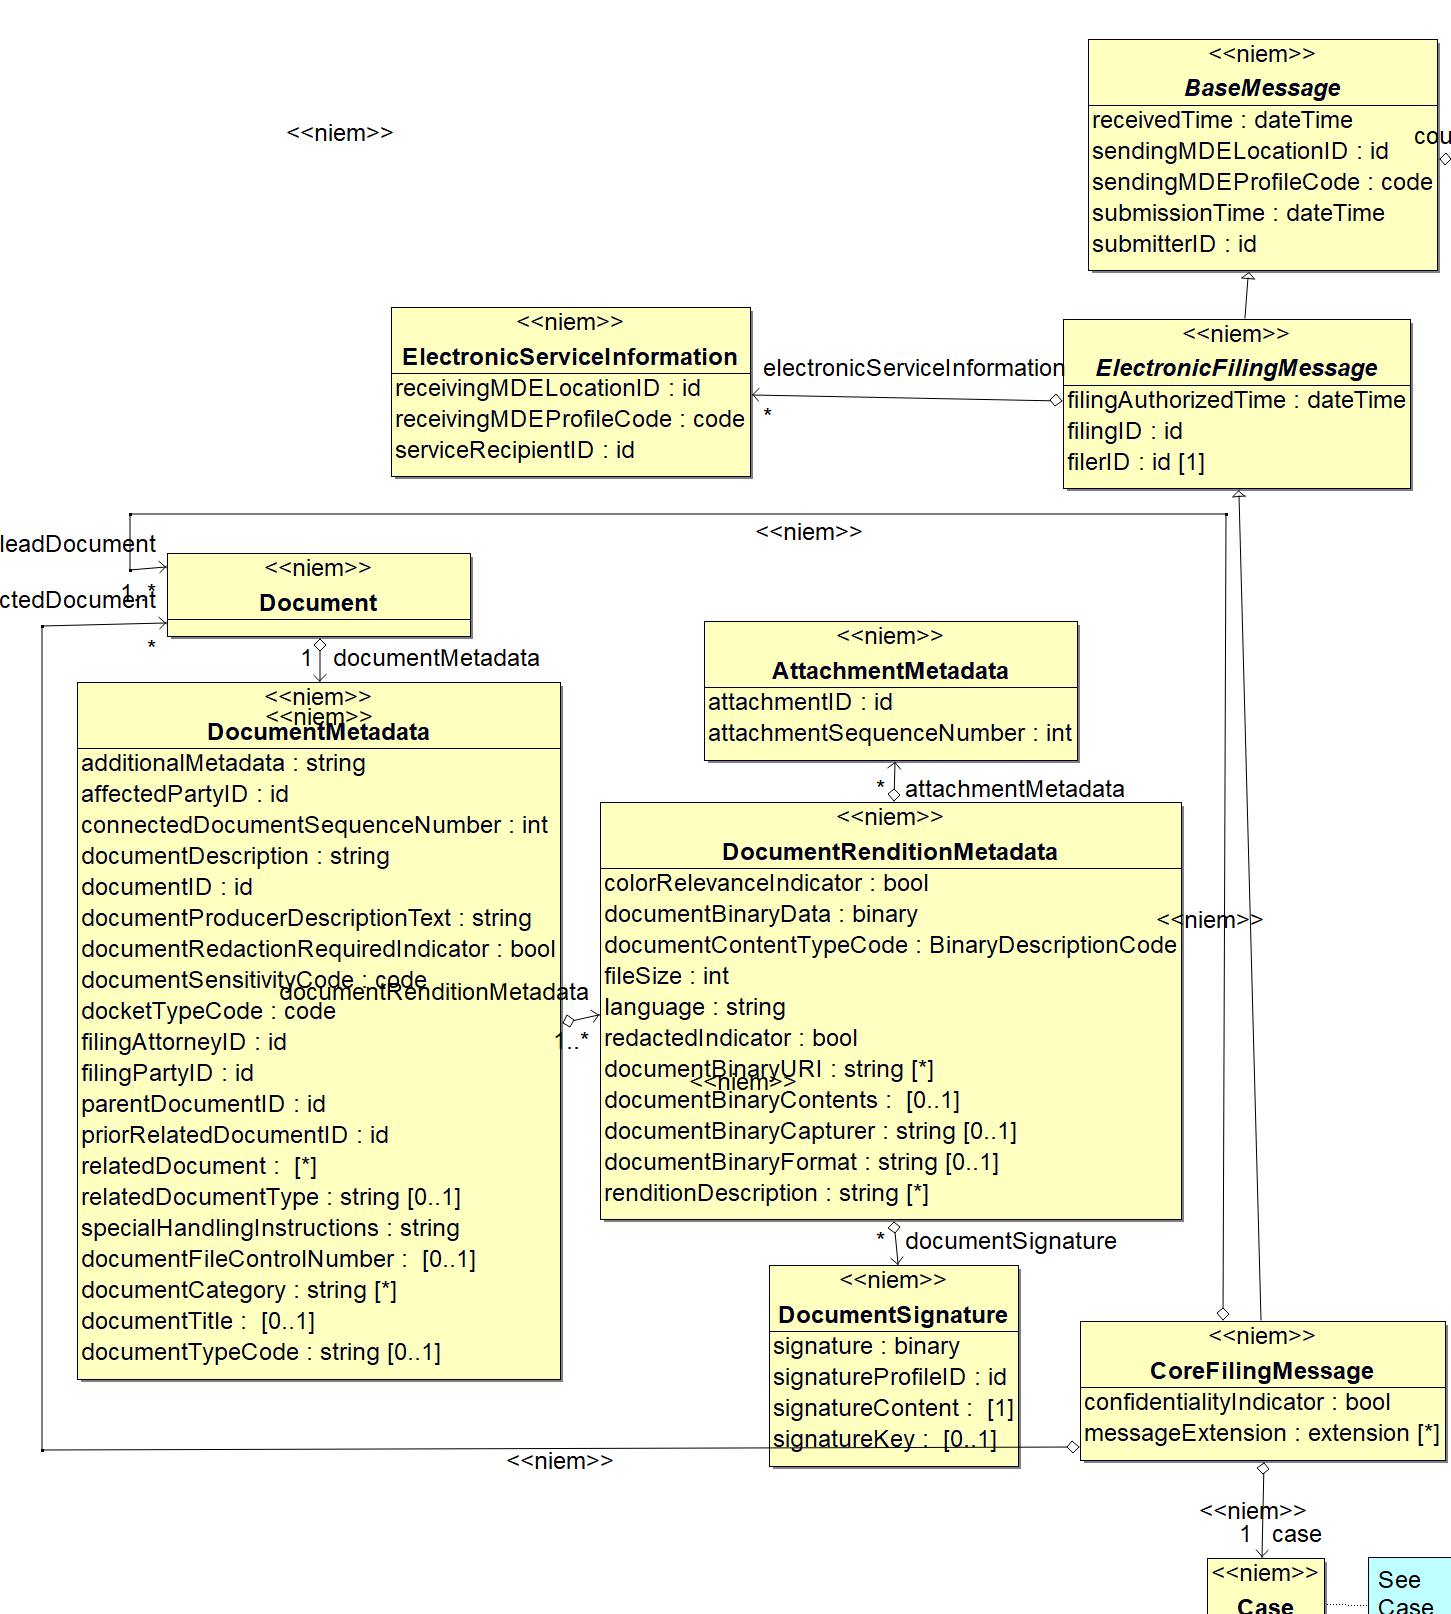 <<niem>>
BaseMessage
receivedTime : dateTime
sendingMDELocationID : id
sendingMDEProfileCode : code
submissionTime : dateTime
submitterID : id
cou
<<niem>>
<<niem>>
ElectronicServiceInformation
receivingMDELocationID : id
receivingMDEProfileCode : code
serviceRecipientID : id
electronicServiceInformation
*
<<niem>>
ElectronicFilingMessage
filingAuthorizedTime : dateTime
filingID : id
filerID : id [1]
<<niem>>
leadDocument
1..*
ctedDocument
*
<<niem>>
Document
1
documentMetadata
<<niem>>
<<niem>>
DocumentMetadata
additionalMetadata : string
affectedPartyID : id
connectedDocumentSequenceNumber : int
documentDescription : string
documentID : id
documentProducerDescriptionText : string
documentRedactionRequiredIndicator : bool
documentSensitivityCode : code
docketTypeCode : code
filingAttorneyID : id
filingPartyID : id
parentDocumentID : id
priorRelatedDocumentID : id
relatedDocument :  [*]
relatedDocumentType : string [0..1]
specialHandlingInstructions : string
documentFileControlNumber :  [0..1]
documentCategory : string [*]
documentTitle :  [0..1]
documentTypeCode : string [0..1]
documentRenditionMetadata
1..*
<<niem>>
AttachmentMetadata
attachmentID : id
attachmentSequenceNumber : int
*
attachmentMetadata
<<niem>>
DocumentRenditionMetadata
colorRelevanceIndicator : bool
documentBinaryData : binary
documentContentTypeCode : BinaryDescriptionCode
fileSize : int
language : string
redactedIndicator : bool
documentBinaryURI : string [*]
<<niem>>
documentBinaryContents :  [0..1]
documentBinaryCapturer : string [0..1]
documentBinaryFormat : string [0..1]
renditionDescription : string [*]
<<niem>>
*
documentSignature
<<niem>>
DocumentSignature
signature : binary
signatureProfileID : id
signatureContent :  [1]
signatureKey :  [0..1]
<<niem>>
<<niem>>
CoreFilingMessage
confidentialityIndicator : bool
messageExtension : extension [*]
<<niem>>
1
case
<<niem>>
Case
See
Case